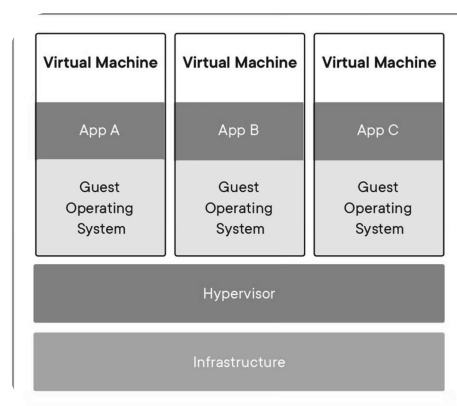 Virtual Machine
App A
Guest
Operating
System
Virtual Machine
App B
Guest
Operating
System
Virtual Machine
App C
Guest
Operating
System
Hypervisor
Infrastructure